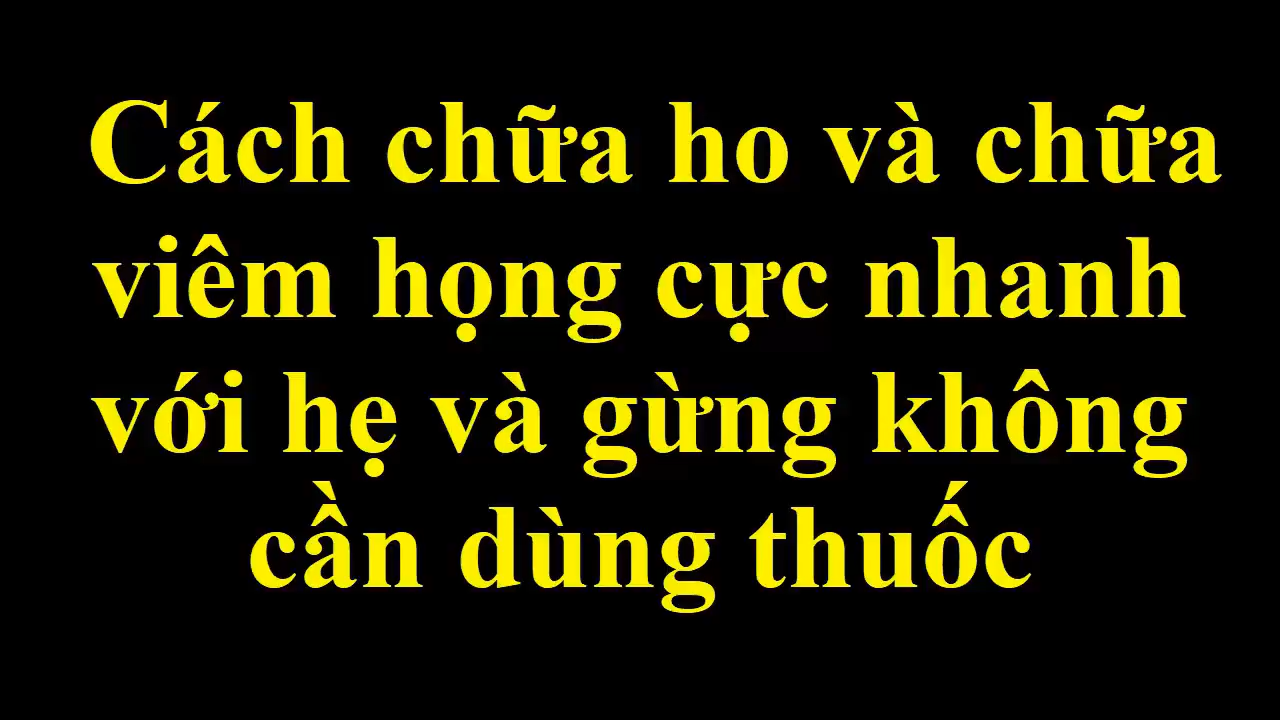 Cách chữa ho và chữa
viêm họng cực nhanh
với hẹ và gừng không
cần dùng thuốc